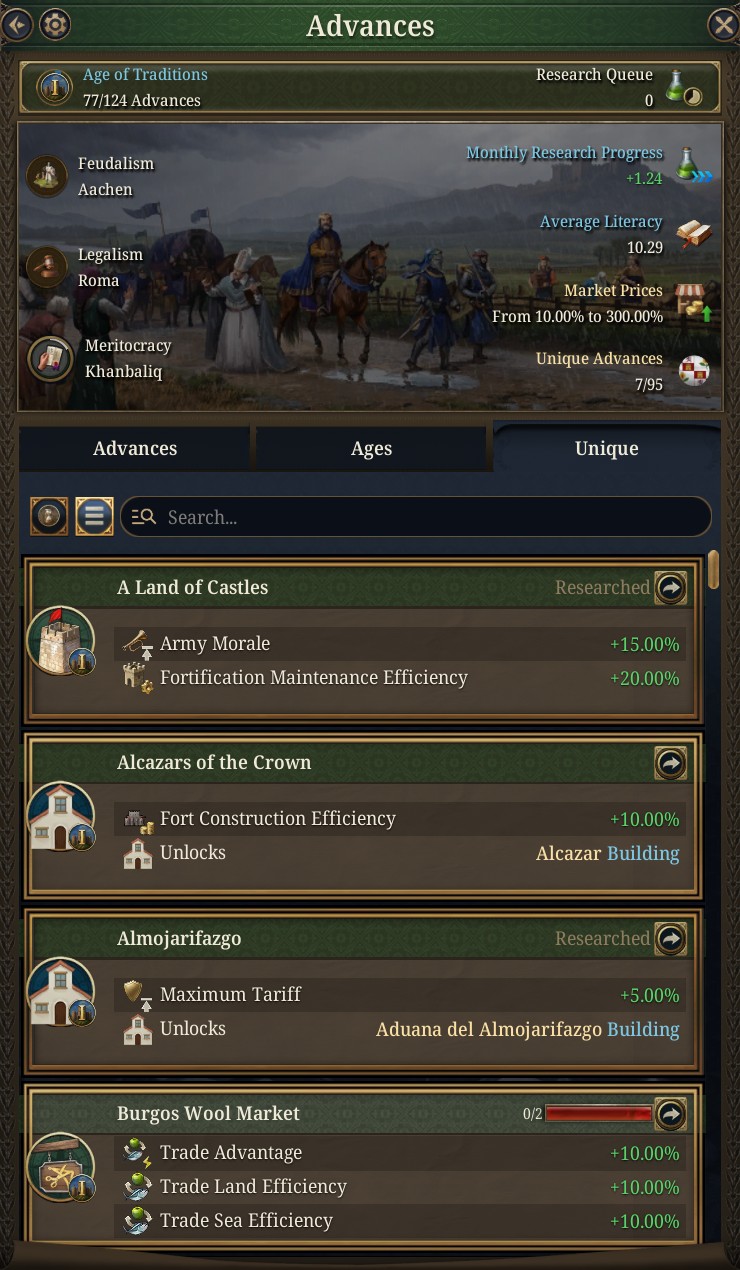 Advances
Age of Traditions
77/124 Advances
Research Queue
0
Feudalism
Aachen
Legalism
Roma
Meritocracy
Khanbaliq
Monthly Research Progress
+1.24
Average Literacy
10.29
Market Prices
From 10.00% to 300.00%
Unique Advances
7/95
Advances Ages Unique
Search...
A Land of Castles Researched
Army Morale +15.00%
Fortification Maintenance Efficiency +20.00%
Alcazars of the Crown
Fort Construction Efficiency +10.00%
Unlocks Alcazar Building
Almojarifazgo Researched
Maximum Tariff +5.00%
Unlocks Aduana del Almojarifazgo Building
Burgos Wool Market 0/2
Trade Advantage +10.00%
Trade Land Efficiency +10.00%
Trade Sea Efficiency +10.00%